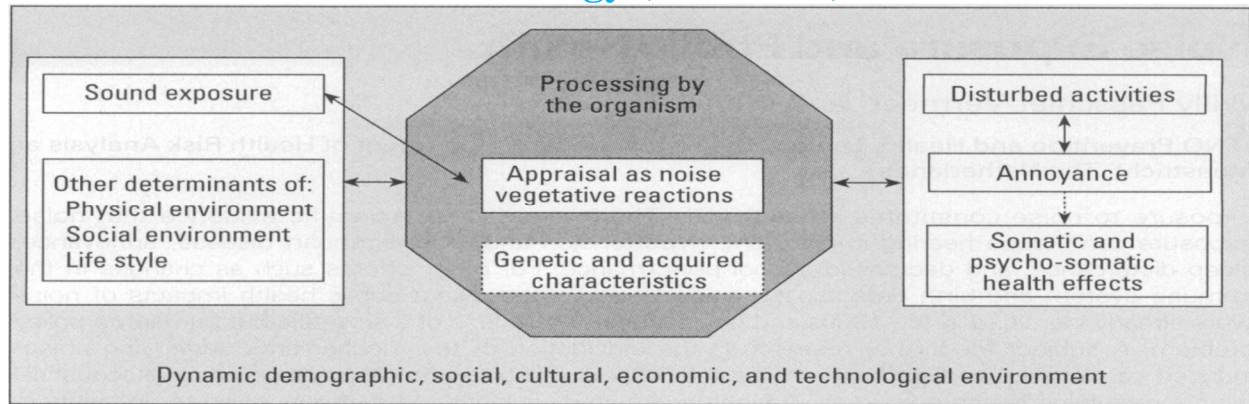 Sound exposure
Other determinants of:
Physical environment
Social environment
Life style
Processing by
the organism
Appraisal as noise
vegetative reactions
Genetic and acquired
characteristics
Disturbed activities
Annoyance
Somatic and
psycho-somatic
health effects
Dynamic demographic, social, cultural, economic, and technological environment